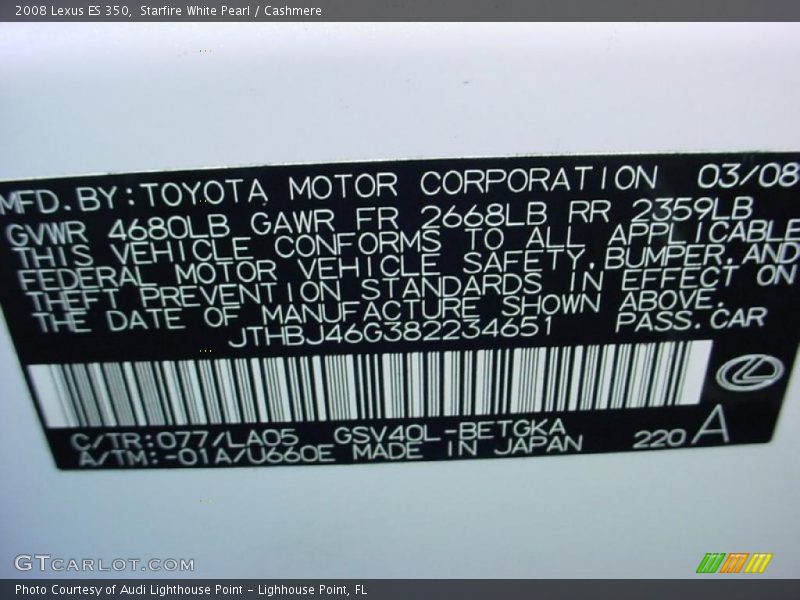 2008 Lexus ES 350, Starfire White Pearl / Cashmere
MFD.BY:TOYOTA MOTOR CORPORATION 03/08
GVWR 4680LB GAWR FR 2668LB RR 2359LB
THIS VEHICLE CONFORMS TO ALL APPLICABLE
FEDERAL MOTOR VEHICLE SAFETY,BUMPER,AND
THEFT PREVENTION STANDARDS IN EFFECT ON
THE DATE OF MANUFACTURE SHOWN ABOVE.
JTHBJ46G382234651 PASS.CAR
C/TR:077/LA05 GSV40L-BETGKA
A/TM:-01A/U660E MADE IN JAPAN 220 A
GTCARLOT.COM
Photo Courtesy of Audi Lighthouse Point - Lighhouse Point, FL